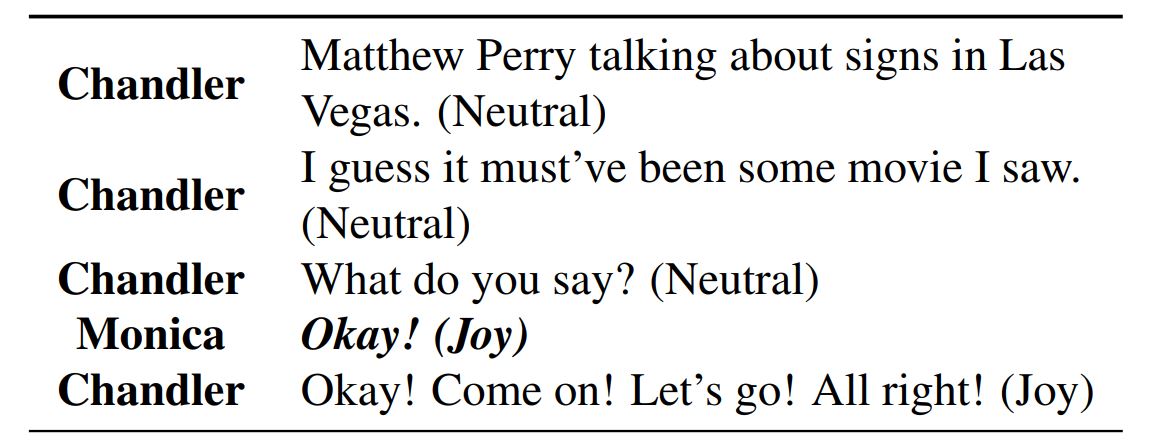 Chandler Matthew Perry talking about signs in Las
Vegas. (Neutral)
Chandler I guess it must’ve been some movie I saw.
(Neutral)
Chandler What do you say? (Neutral)
Monica Okay! (Joy)
Chandler Okay! Come on! Let’s go! All right! (Joy)